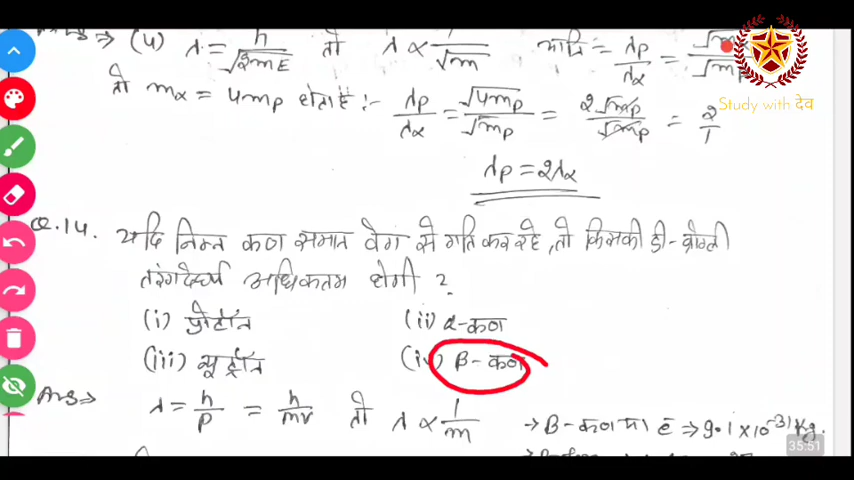 ⇒ (4) λ = h/√2mE तो λ ∝ 1/√m यदि = λp/λα =
तो mα = 4mp होता है :- λp/λα = √4mp/√mp = 2√mp/√mp = 2/1
Study with देव
λp = 2λα
Q.14. यदि निम्न कण समान वेग से गति कर रहे, तो किसकी डी-ब्रोग्ली
तरंगदैर्ध्य अधिकतम होगी ?
(i) प्रोटॉन (ii) α-कण
(iii) न्यूट्रॉन (iv) β-कण
Ans ⇒ λ = h/p = h/mv तो λ ∝ 1/m → β-कण या e̅ ⇒ 9.1 × 10⁻³¹ Kg.
35:51